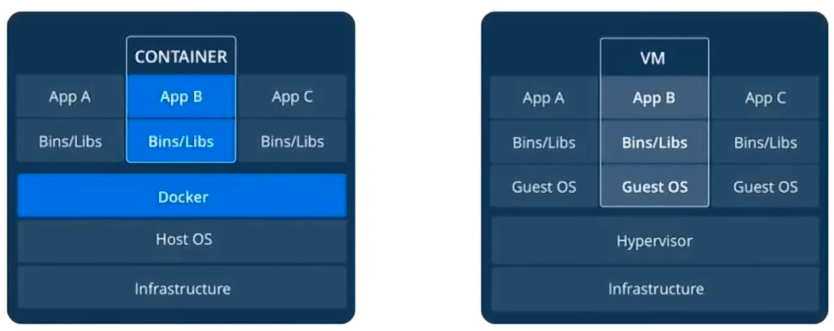 CONTAINER
App A App B App C
Bins/Libs Bins/Libs Bins/Libs
Docker
Host OS
Infrastructure
VM
App A App B App C
Bins/Libs Bins/Libs Bins/Libs
Guest OS Guest OS Guest OS
Hypervisor
Infrastructure